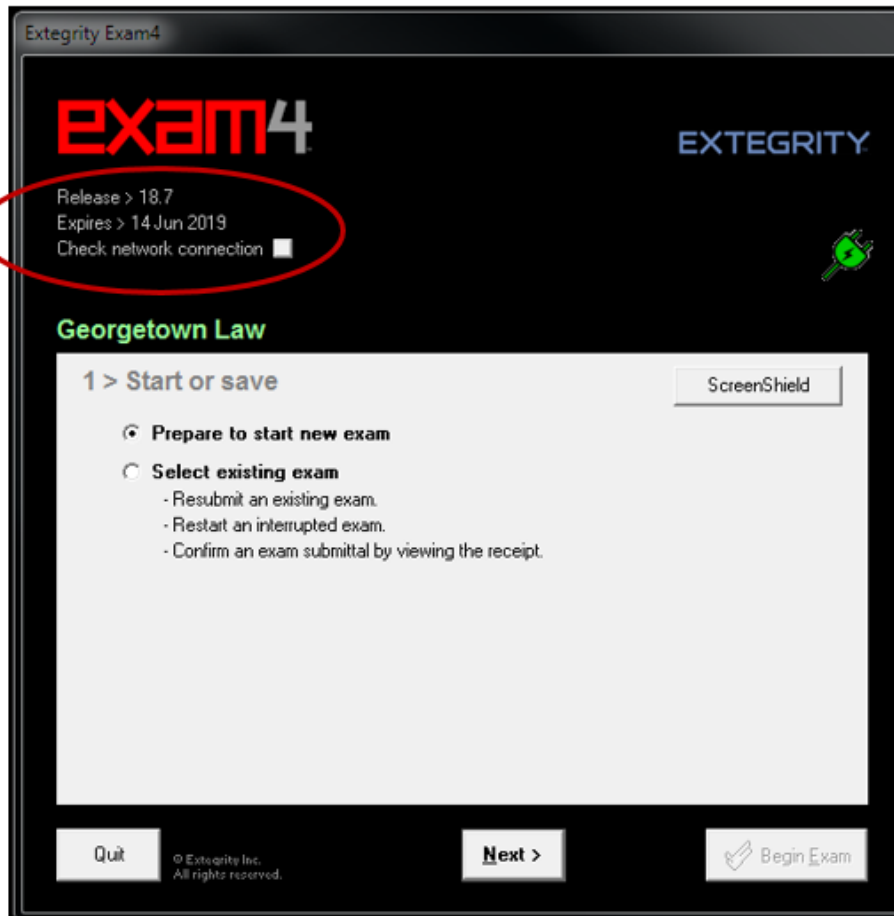 Extegrity Exam4
exam4
EXTEGRITY
Release > 18.7
Expires > 14 Jun 2019
Check network connection
Georgetown Law
1 > Start or save
ScreenShield
Prepare to start new exam
Select existing exam
- Resubmit an existing exam.
- Restart an interrupted exam.
- Confirm an exam submittal by viewing the receipt.
Quit
© Extegrity Inc.
All rights reserved.
Next >
Begin Exam